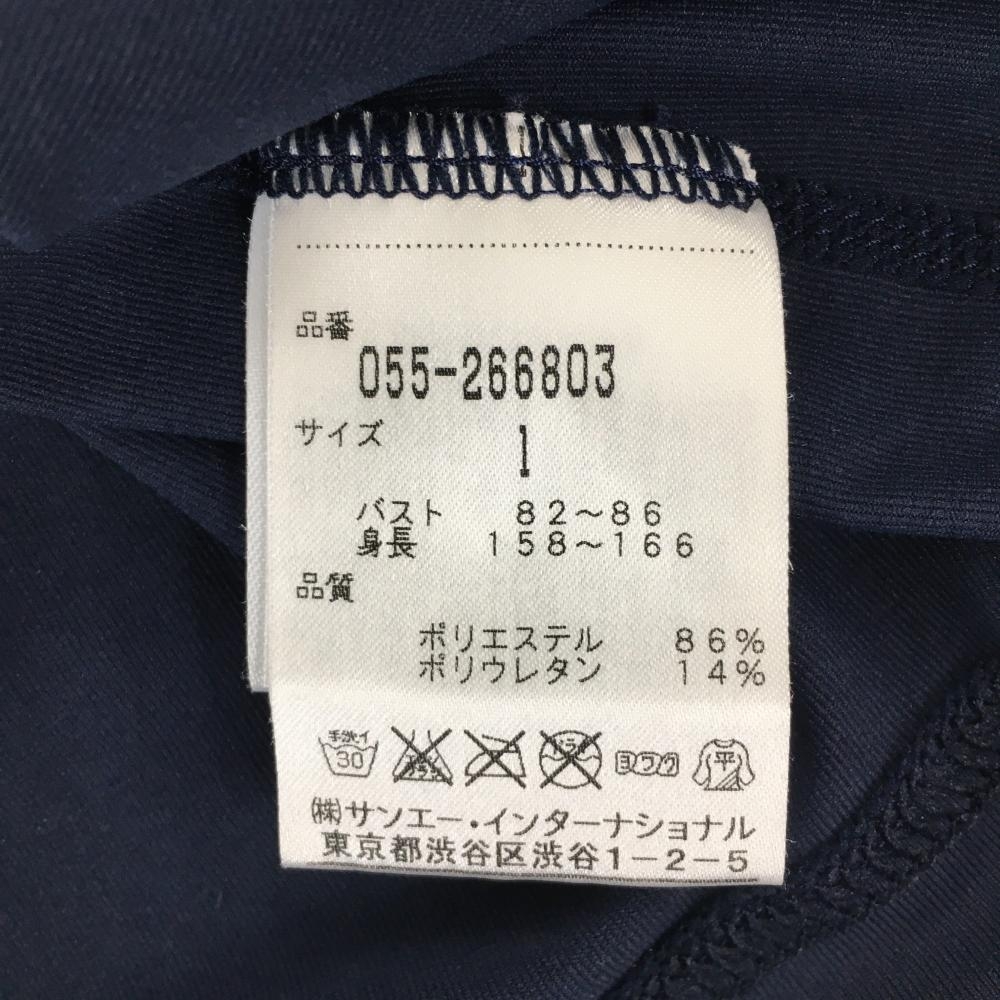 品番
055-266803
サイズ
1
バスト 82～86
身長 158～166
品質
ポリエステル 86%
ポリウレタン 14%
手洗イ 30 ドライ ヨワク 平
(株)サンエー・インターナショナル
東京都渋谷区渋谷1-2-5